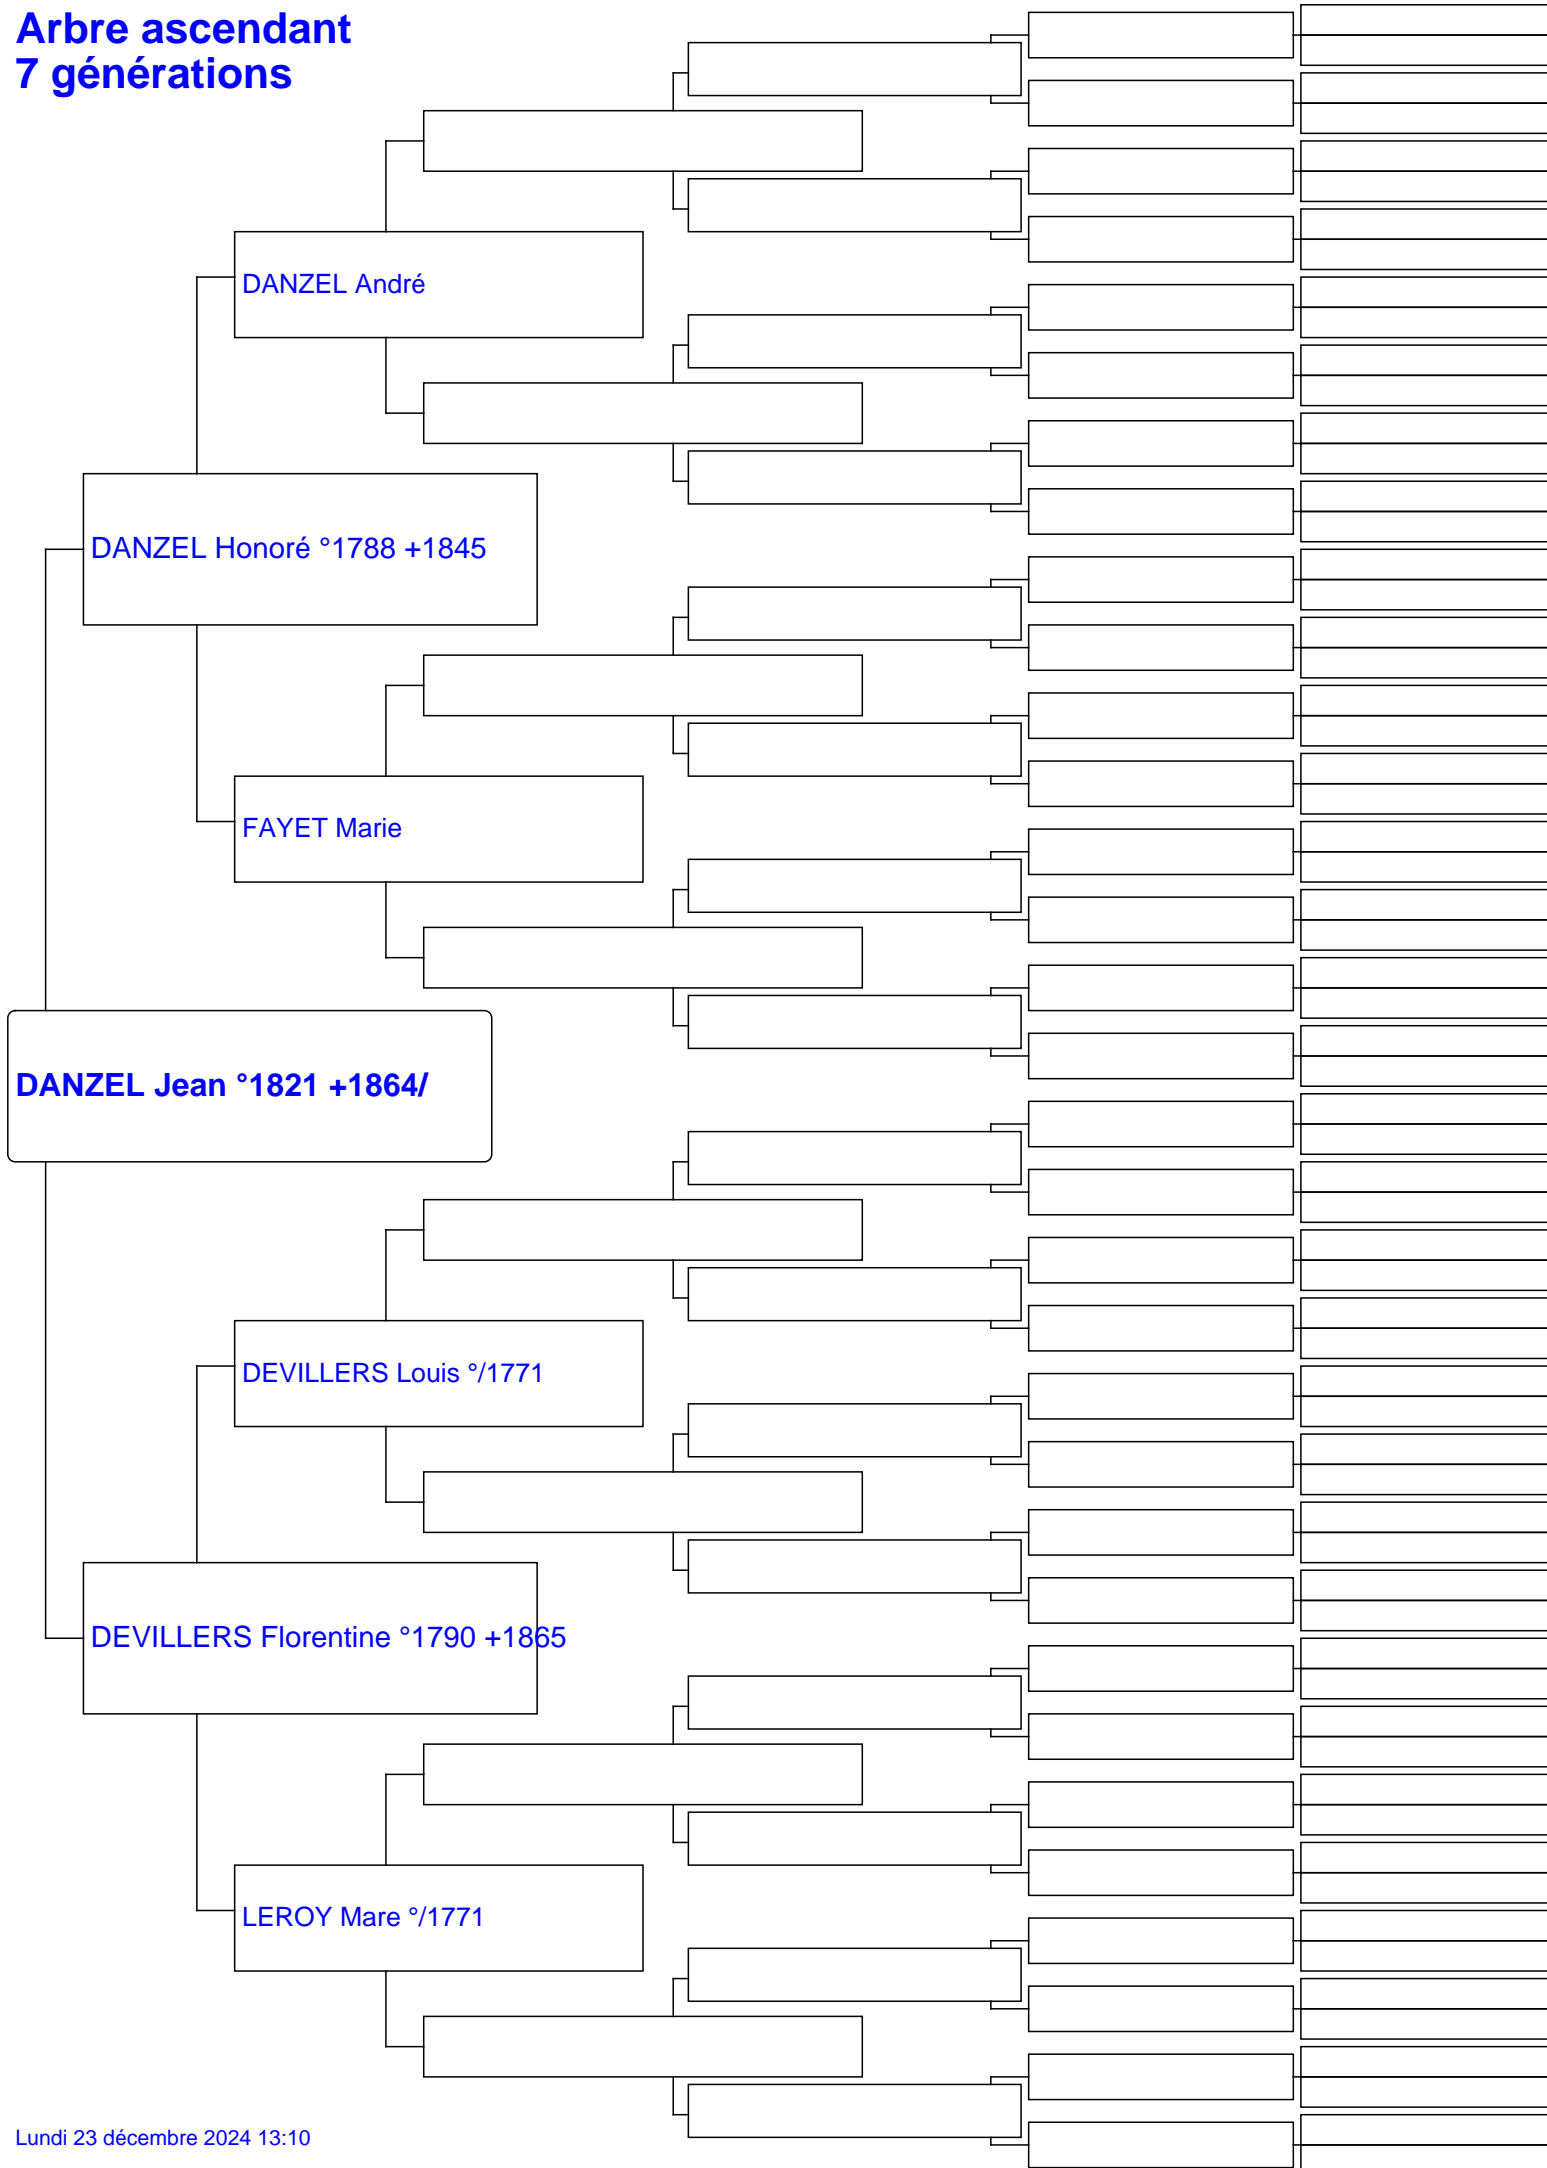 Arbre ascendant
7 générations
DANZEL André
DANZEL Honoré °1788 +1845
FAYET Marie
DANZEL Jean °1821 +1864/
DEVILLERS Louis °/1771
DEVILLERS Florentine °1790 +1865
LEROY Mare °/1771
Lundi 23 décembre 2024 13:10